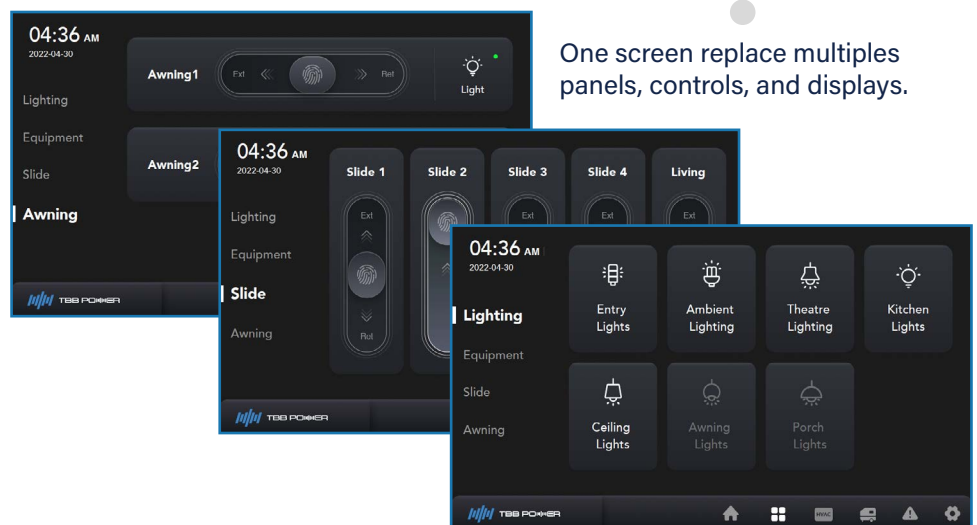 04:36 AM
2022-04-30
Lighting
Equipment
Slide
Awning
Awning1
Ext
Ret
Light
Awning2
TBB POWER
One screen replace multiples
panels, controls, and displays.
04:36 AM
2022-04-30
Lighting
Equipment
Slide
Awning
Slide 1
Ext
Ret
Slide 2
Slide 3
Ext
Slide 4
Ext
Living
Ext
TBB POWER
04:36 AM
2022-04-30
Lighting
Equipment
Slide
Awning
Entry
Lights
Ambient
Lighting
Theatre
Lighting
Kitchen
Lights
Ceiling
Lights
Awning
Lights
Porch
Lights
TBB POWER
HVAC